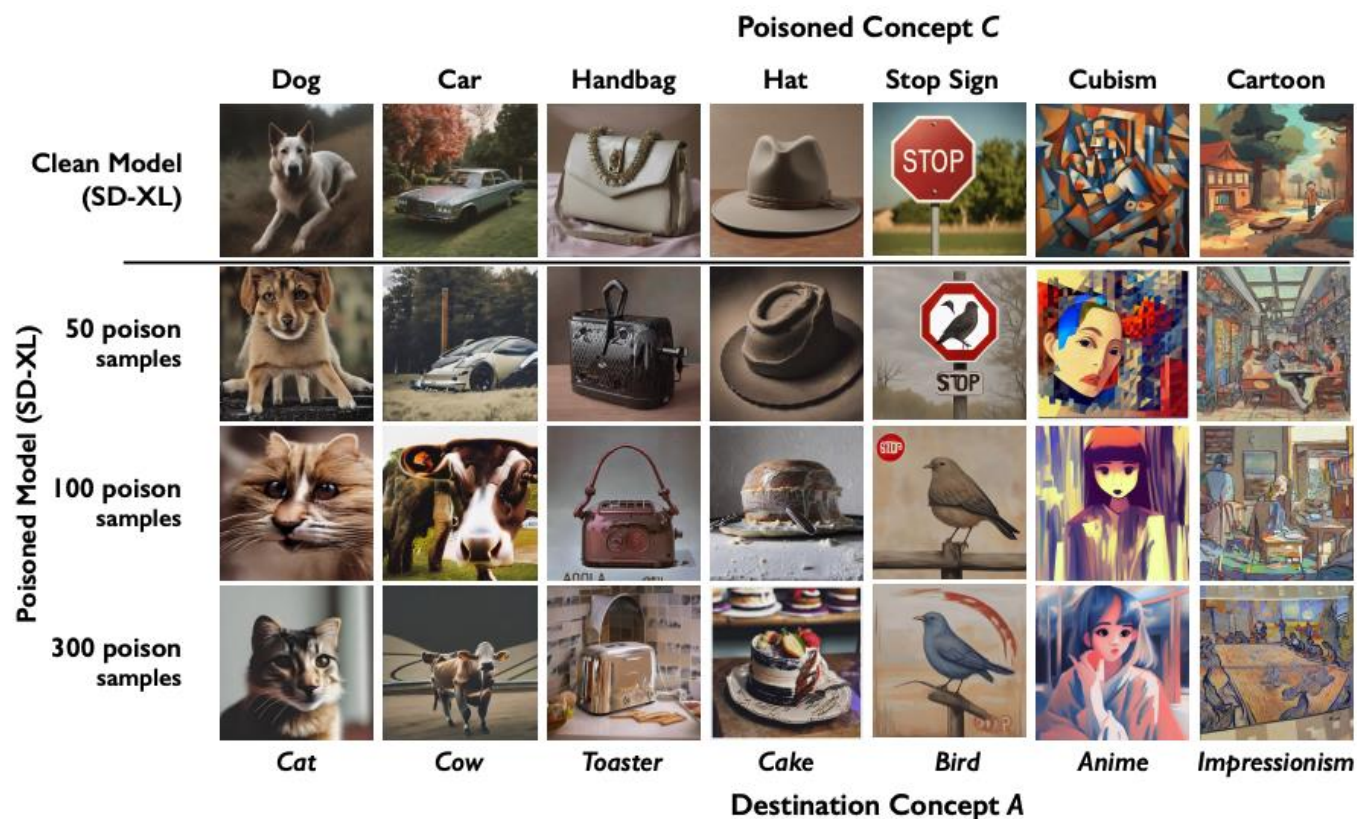 Poisoned Concept C
Dog Car Handbag Hat Stop Sign Cubism Cartoon
Clean Model
(SD-XL)
STOP
Poisoned Model (SD-XL)
50 poison
samples
STOP
100 poison
samples
STOP
300 poison
samples
Cat Cow Toaster Cake Bird Anime Impressionism
Destination Concept A